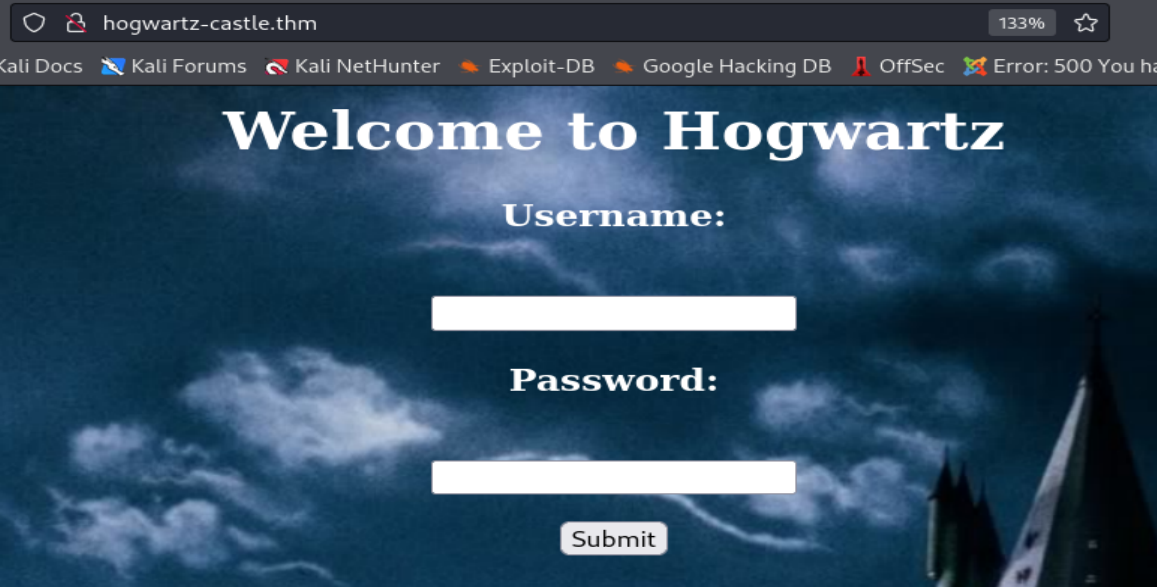 hogwartz-castle.thm 133%
Kali Docs Kali Forums Kali NetHunter Exploit-DB Google Hacking DB OffSec Error: 500 You ha
Welcome to Hogwartz
Username:
Password:
Submit